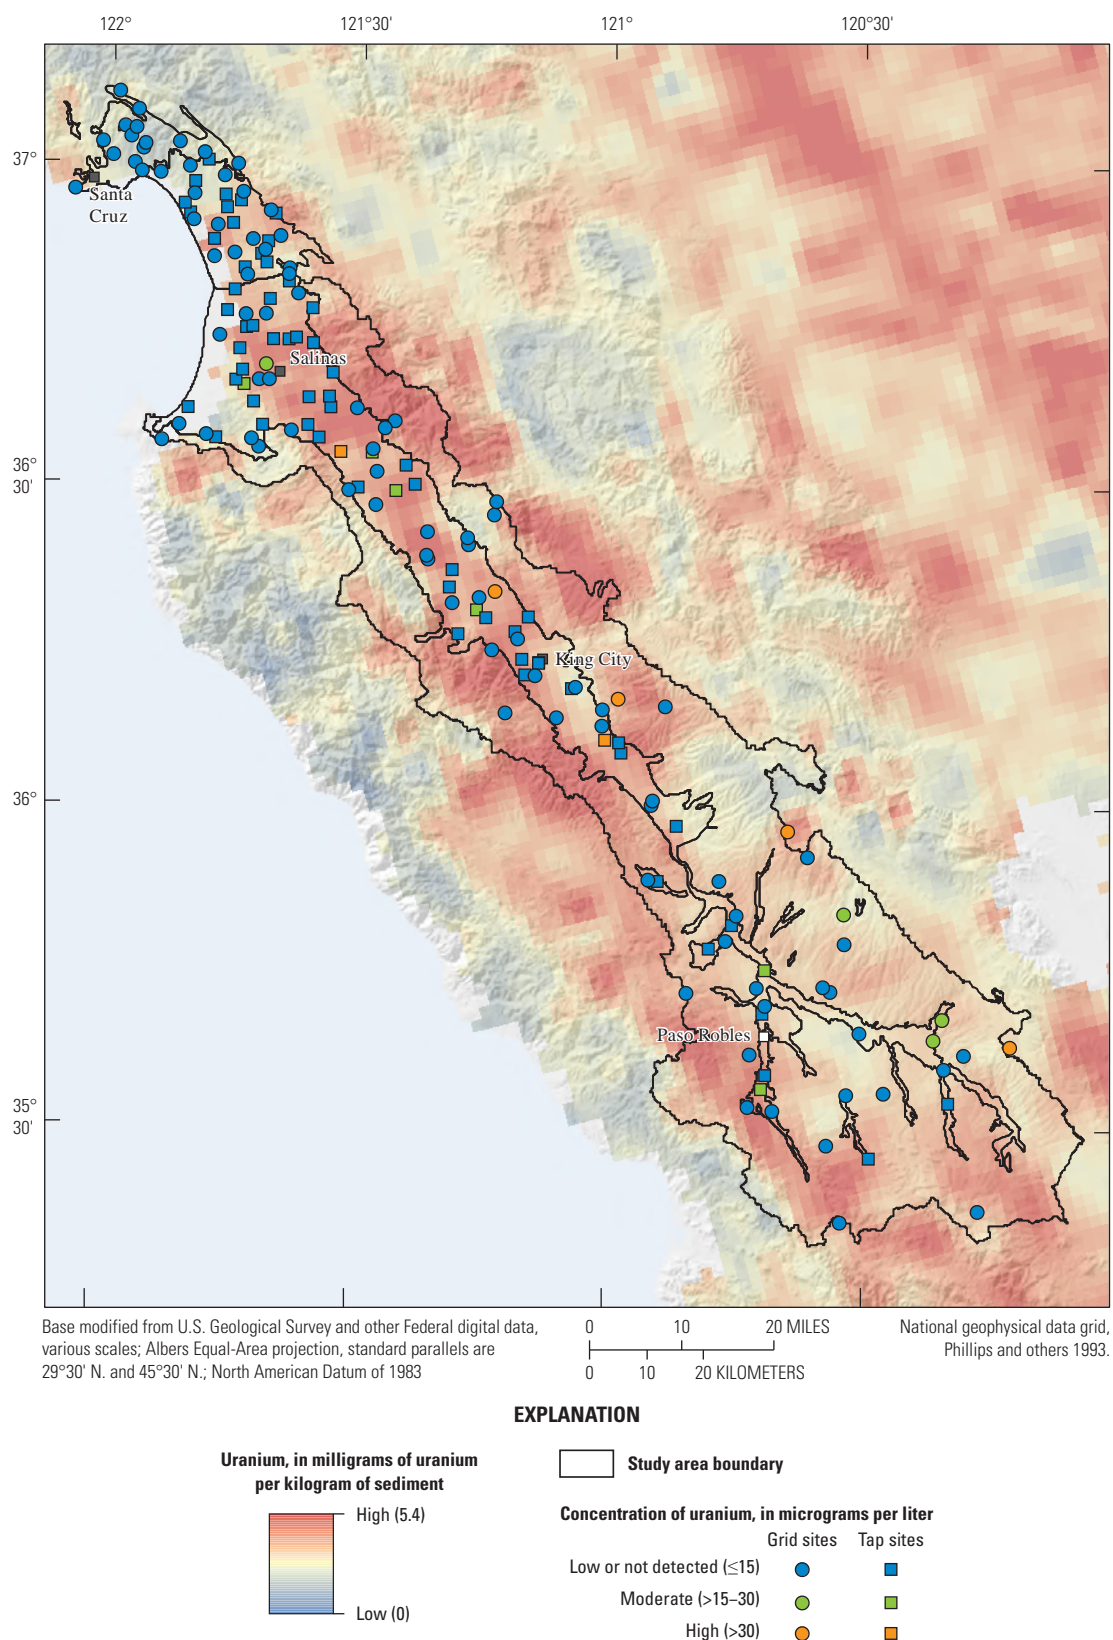 122°
121°30'
121°
120°30'
37°
Santa
Cruz
Salinas
36°
30'
King City
36°
Paso Robles
35°
30'
Base modified from U.S. Geological Survey and other Federal digital data,
various scales; Albers Equal-Area projection, standard parallels are
29°30' N. and 45°30' N.; North American Datum of 1983
0 10 20 MILES
0 10 20 KILOMETERS
National geophysical data grid,
Phillips and others 1993.
EXPLANATION
Uranium, in milligrams of uranium
per kilogram of sediment
High (5.4)
Low (0)
Study area boundary
Concentration of uranium, in micrograms per liter
Grid sites Tap sites
Low or not detected (≤15)
Moderate (>15–30)
High (>30)